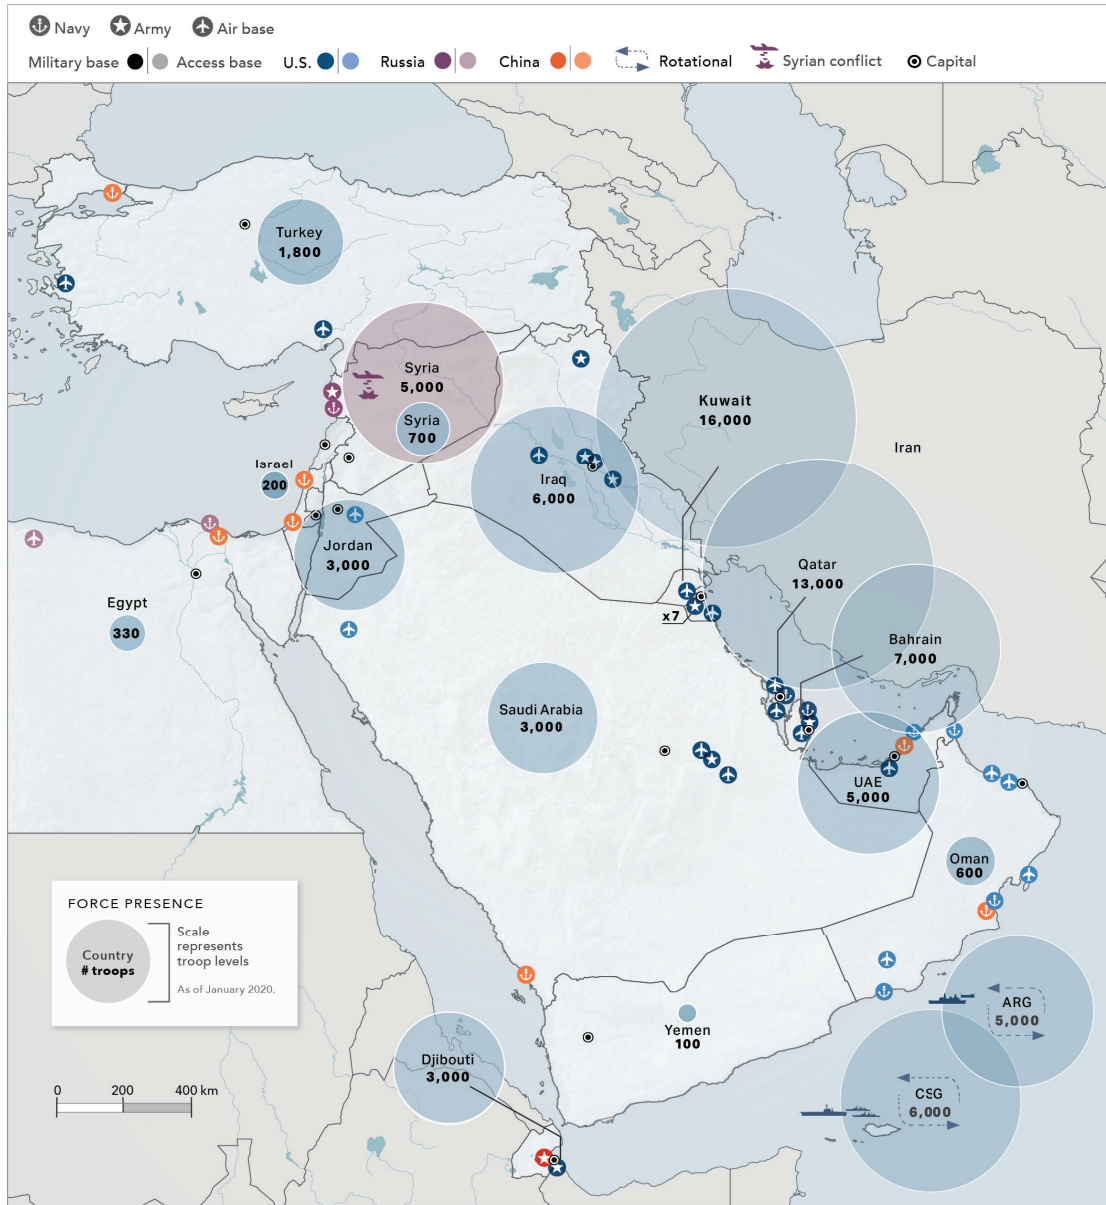 Navy Army Air base
Military base Access base U.S. Russia China Rotational Syrian conflict Capital
Turkey
1,800
Syria
5,000
Syria
700
Kuwait
16,000
Iran
Israel
200
Iraq
6,000
Jordan
3,000
Qatar
13,000
Egypt
330
x7
Bahrain
7,000
Saudi Arabia
3,000
UAE
5,000
Oman
600
FORCE PRESENCE
Country
# troops
Scale
represents
troop levels
As of January 2020.
ARG
5,000
Yemen
100
Djibouti
3,000
CSG
6,000
0 200 400 km